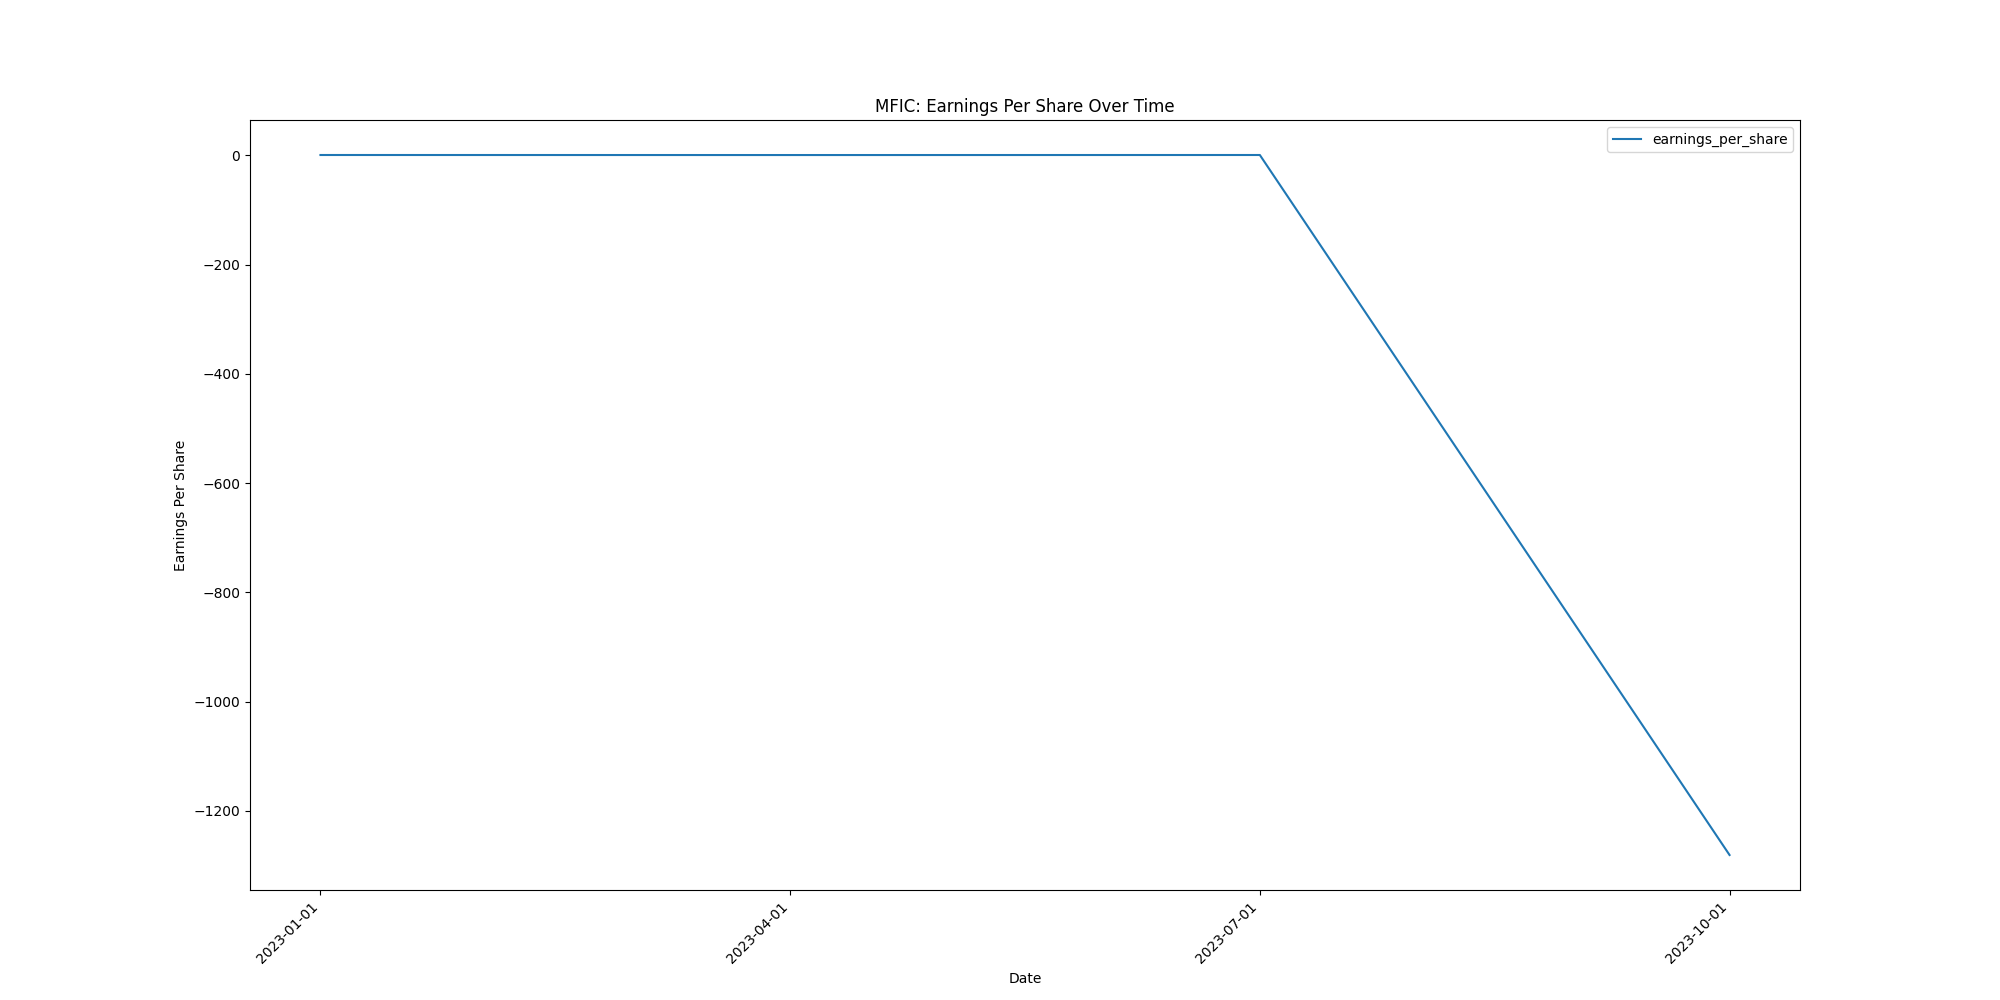 MFIC: Earnings Per Share Over Time
earnings_per_share
0
−200
−400
−600
−800
−1000
−1200
Earnings Per Share
2023-01-01
2023-04-01
2023-07-01
2023-10-01
Date